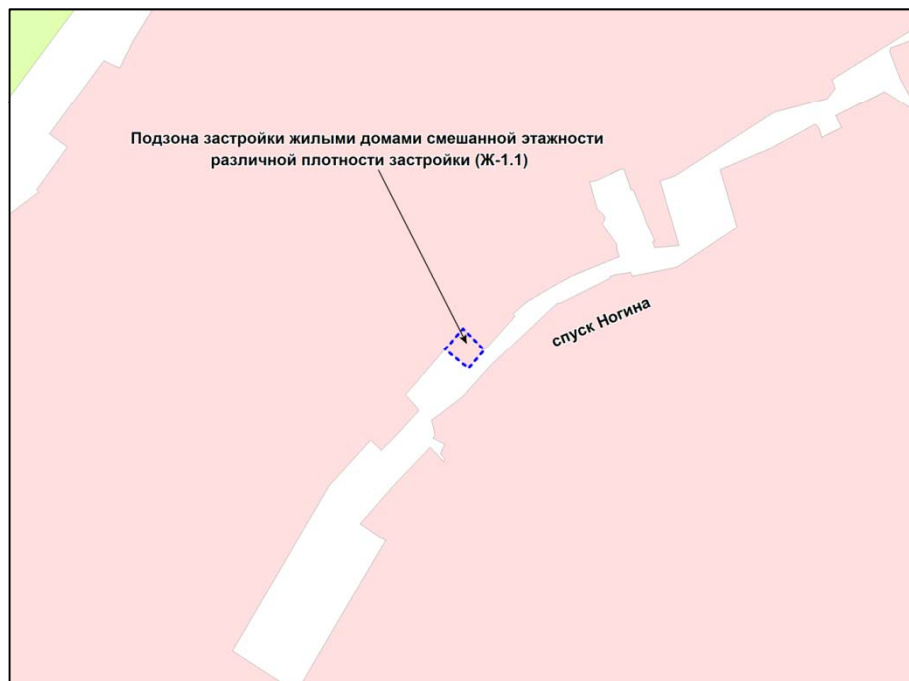 Подзона застройки жилыми домами смешанной этажности
различной плотности застройки (Ж-1.1)
спуск Ногина